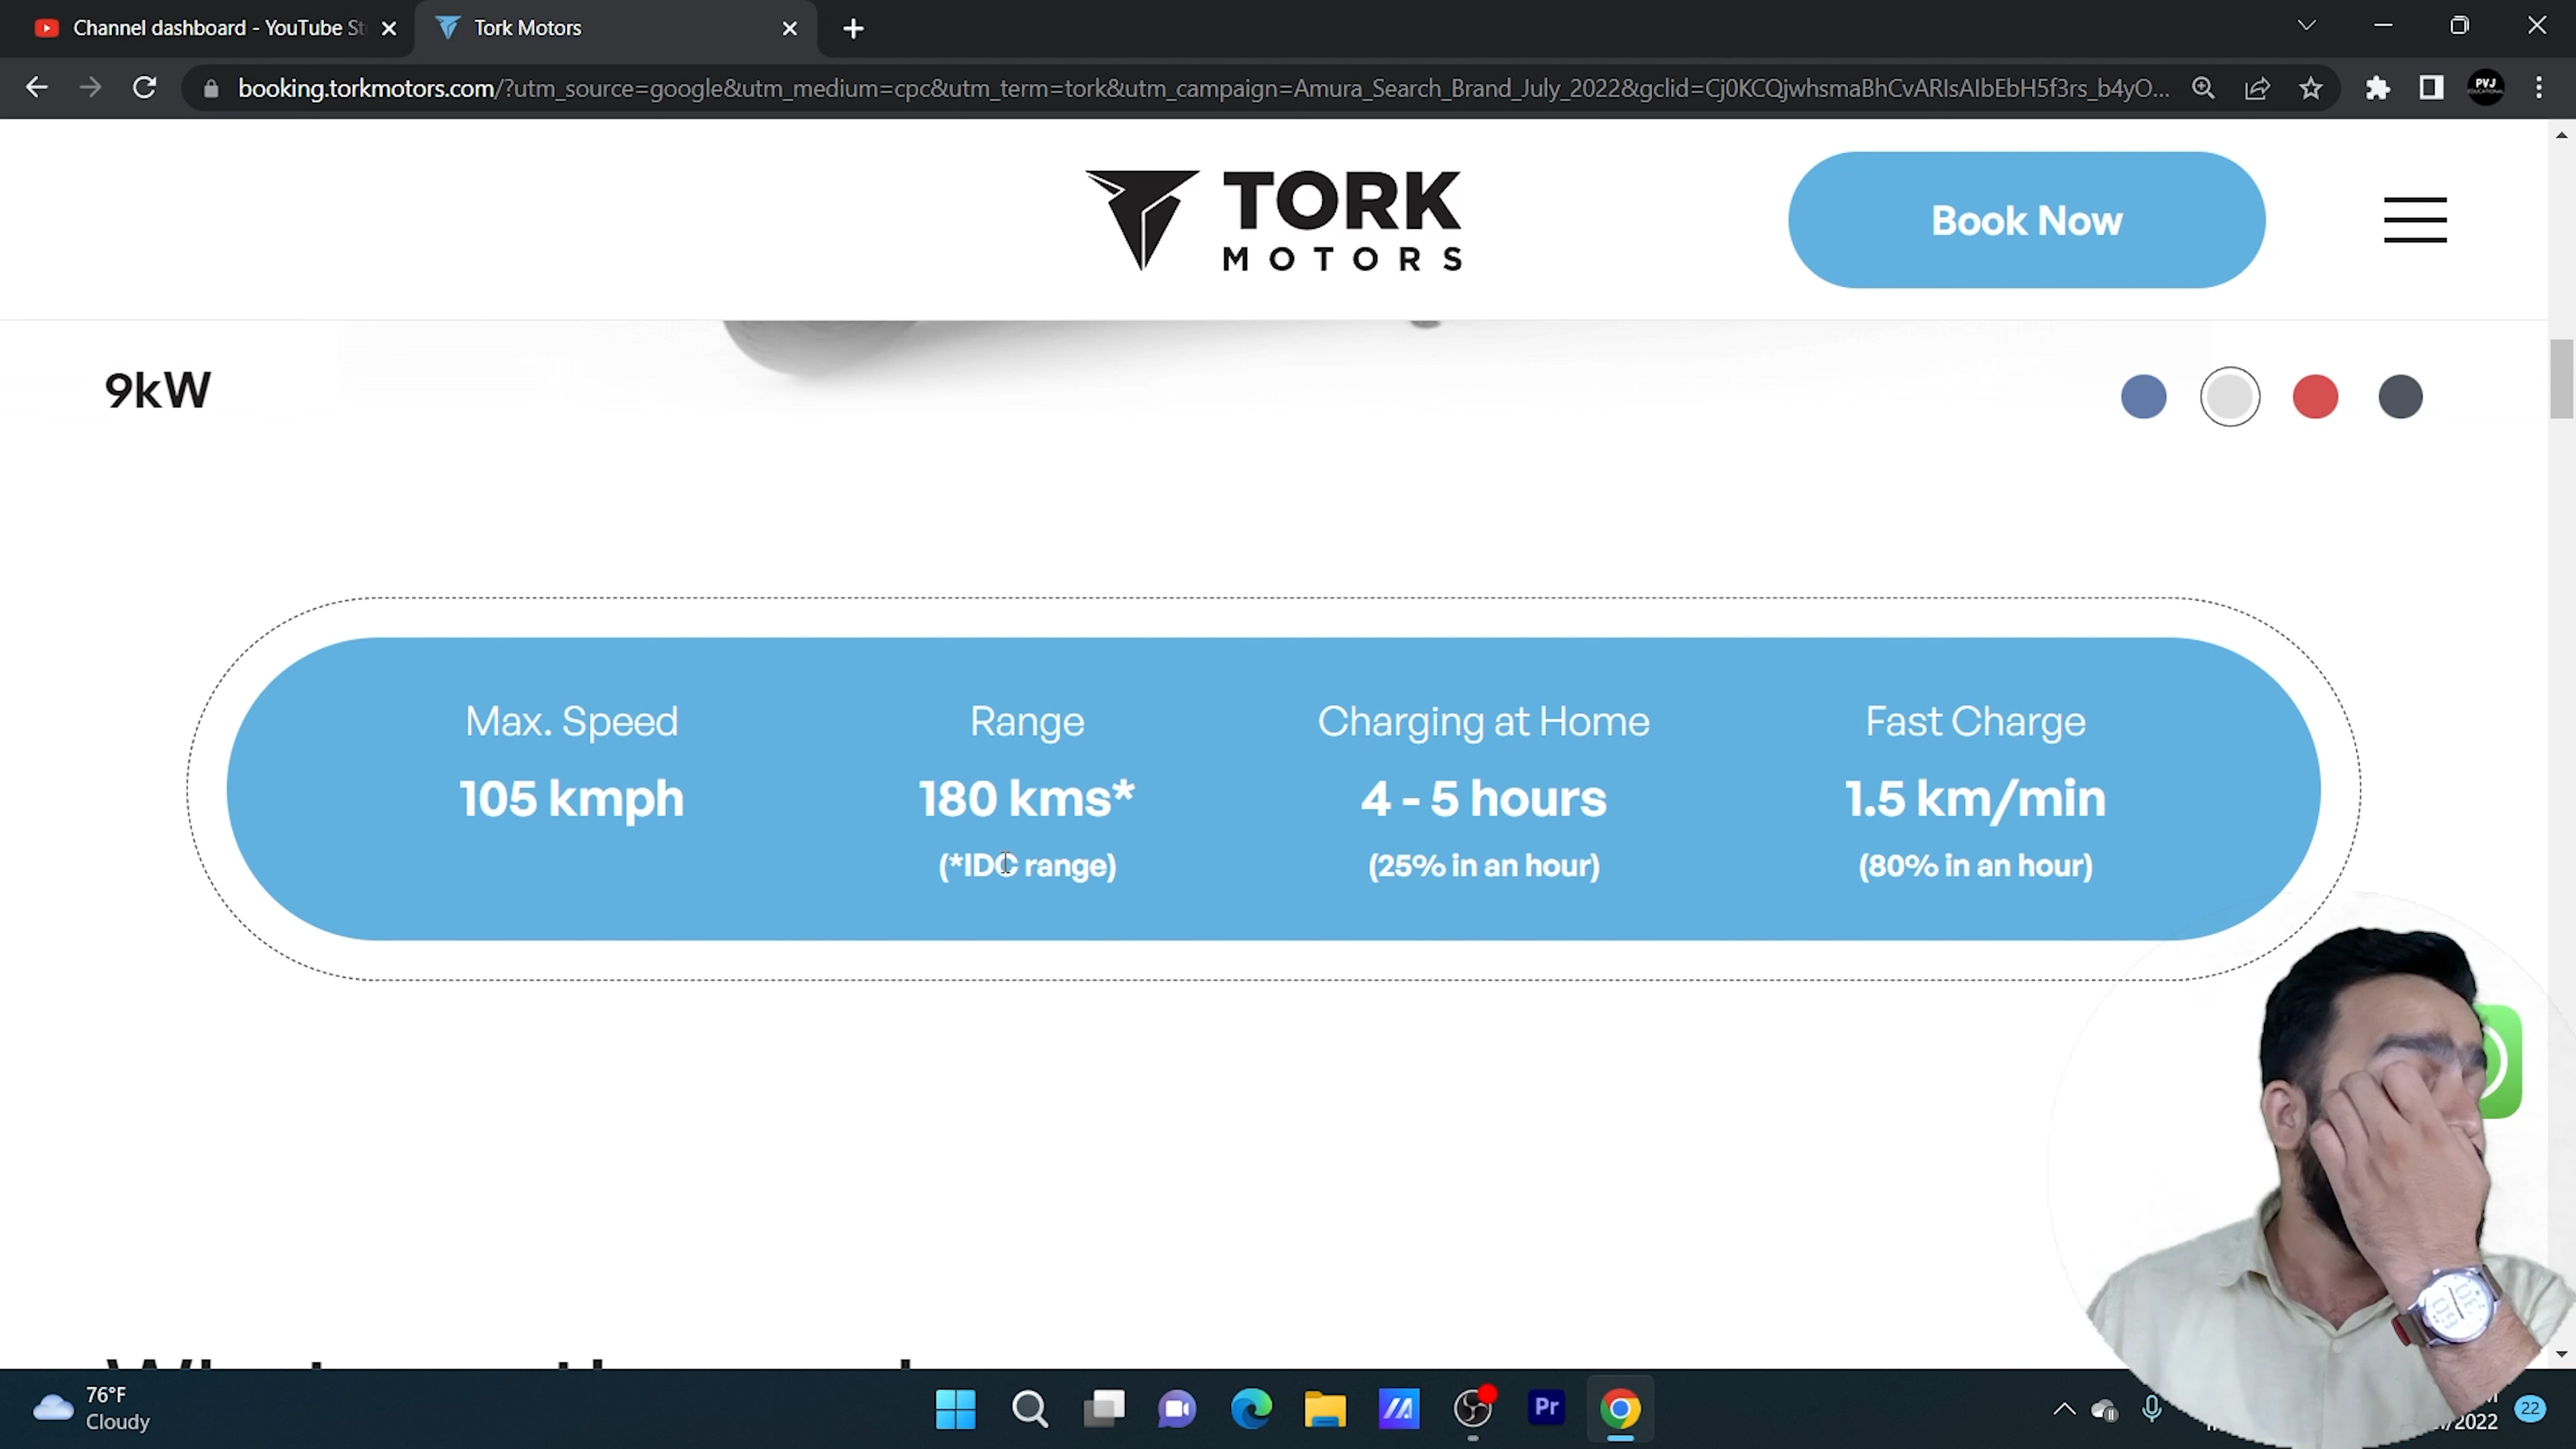 Channel dashboard - YouTube St
Tork Motors
booking.torkmotors.com/?utm_source=google&utm_medium=cpc&utm_term=tork&utm_campaign=Amura_Search_Brand_July_2022&gclid=Cj0KCQjwhsmaBhCvARIsAIbEbH5f3rs_b4yO...
PVJ
TORK
MOTORS
Book Now
9kW
Max. Speed
Range
Charging at Home
Fast Charge
105 kmph
180 kms*
4 - 5 hours
1.5 km/min
(*IDC range)
(25% in an hour)
(80% in an hour)
76°F
Cloudy
Pr
/2022
22